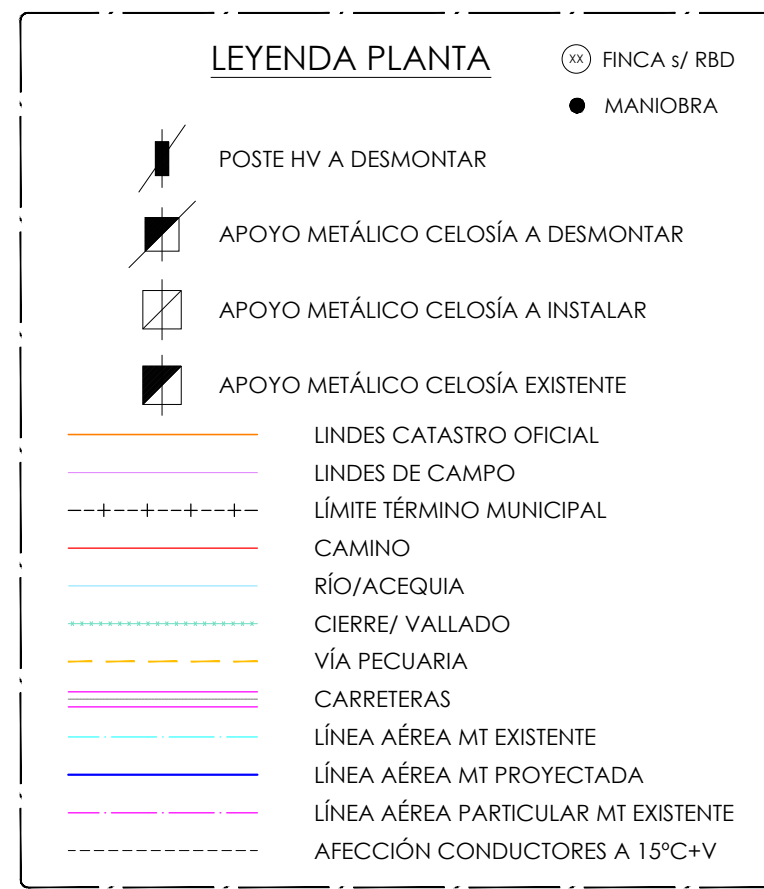 LEYENDA PLANTA
XX FINCA s/ RBD
MANIOBRA
POSTE HV A DESMONTAR
APOYO METÁLICO CELOSÍA A DESMONTAR
APOYO METÁLICO CELOSÍA A INSTALAR
APOYO METÁLICO CELOSÍA EXISTENTE
LINDES CATASTRO OFICIAL
LINDES DE CAMPO
LÍMITE TÉRMINO MUNICIPAL
CAMINO
RÍO/ACEQUIA
CIERRE/ VALLADO
VÍA PECUARIA
CARRETERAS
LÍNEA AÉREA MT EXISTENTE
LÍNEA AÉREA MT PROYECTADA
LÍNEA AÉREA PARTICULAR MT EXISTENTE
AFECCIÓN CONDUCTORES A 15ºC+V